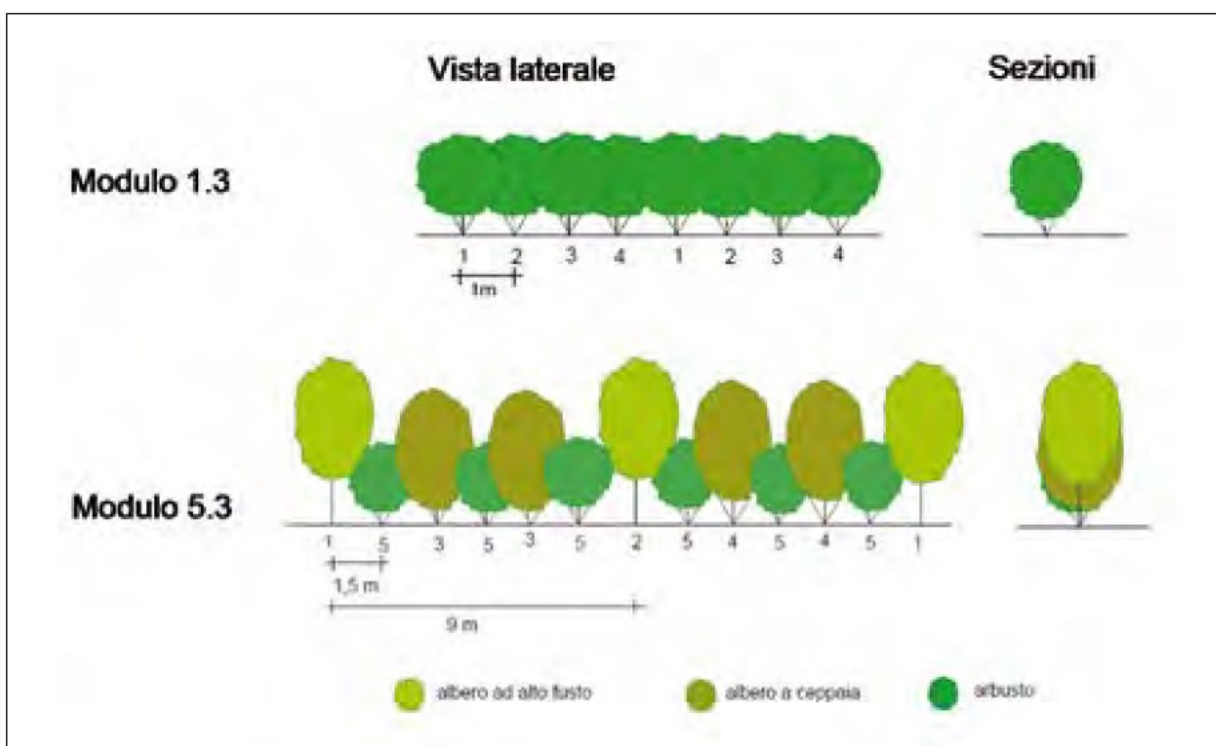 Vista laterale Sezioni
Modulo 1.3
1 2 3 4 1 2 3 4
1m
Modulo 5.3
1 5 3 5 3 5 2 5 4 5 4 5 1
1,5 m
9 m
albero ad alto fusto albero a ceppaia arbusto